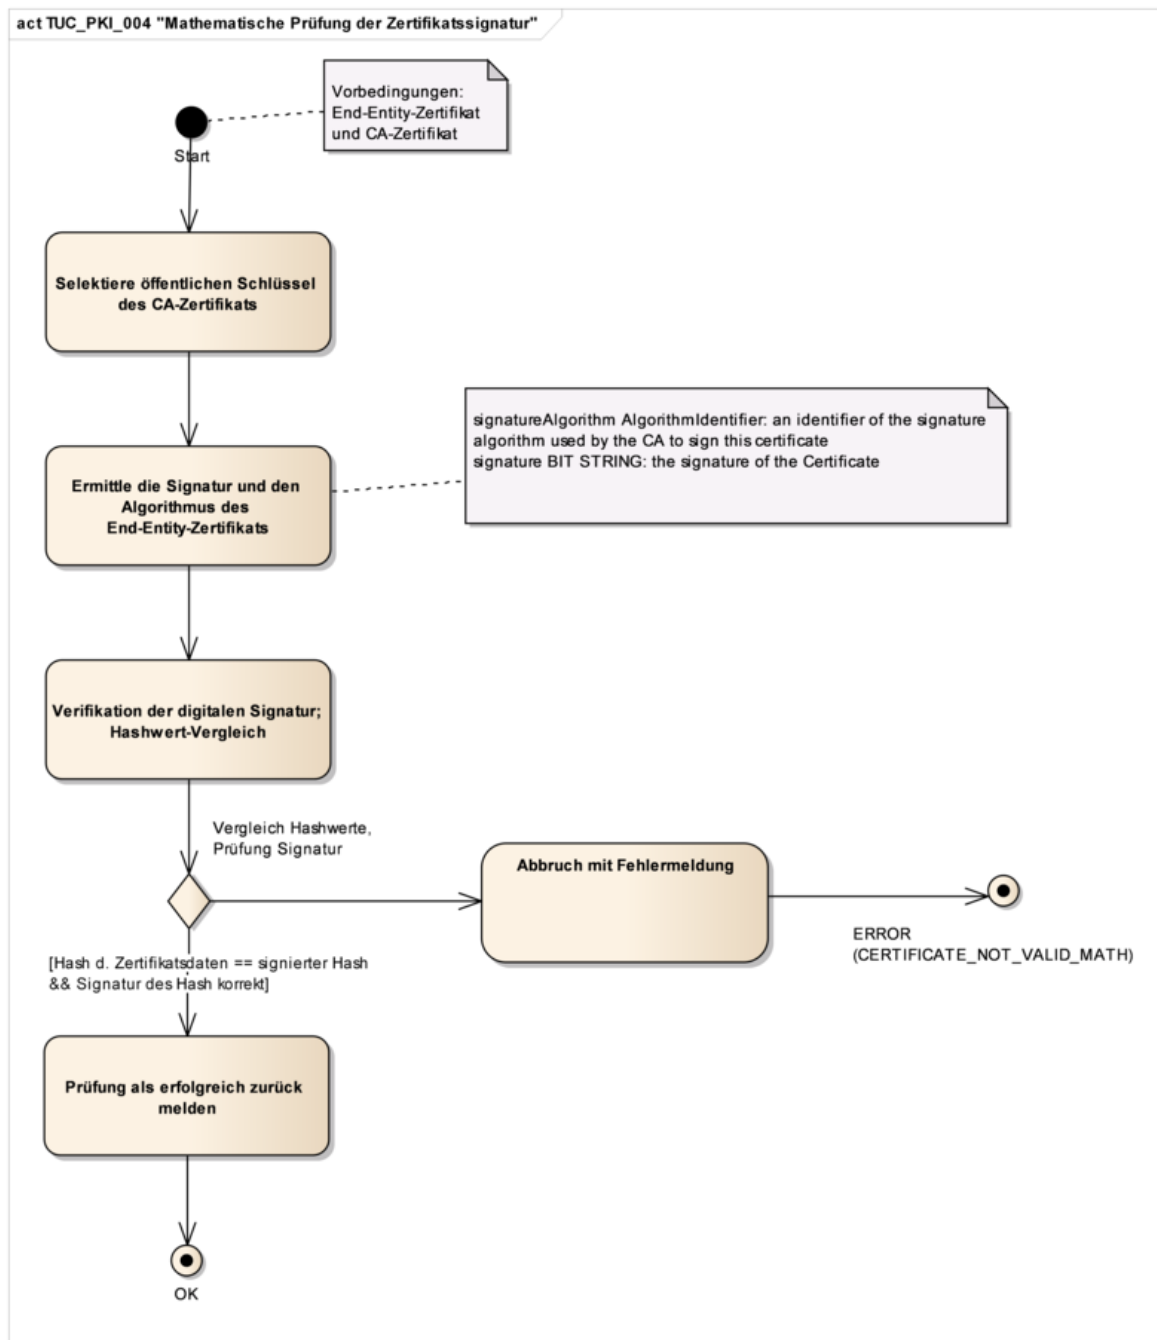 act TUC_PKI_004 "Mathematische Prüfung der Zertifikatssignatur"
Vorbedingungen:
End-Entity-Zertifikat
und CA-Zertifikat
Start
Selektiere öffentlichen Schlüssel
des CA-Zertifikats
signatureAlgorithm AlgorithmIdentifier: an identifier of the signature
algorithm used by the CA to sign this certificate
signature BIT STRING: the signature of the Certificate
Ermittle die Signatur und den
Algorithmus des
End-Entity-Zertifikats
Verifikation der digitalen Signatur;
Hashwert-Vergleich
Vergleich Hashwerte,
Prüfung Signatur
Abbruch mit Fehlermeldung
ERROR
(CERTIFICATE_NOT_VALID_MATH)
[Hash d. Zertifikatsdaten == signierter Hash
&& Signatur des Hash korrekt]
Prüfung als erfolgreich zurück
melden
OK